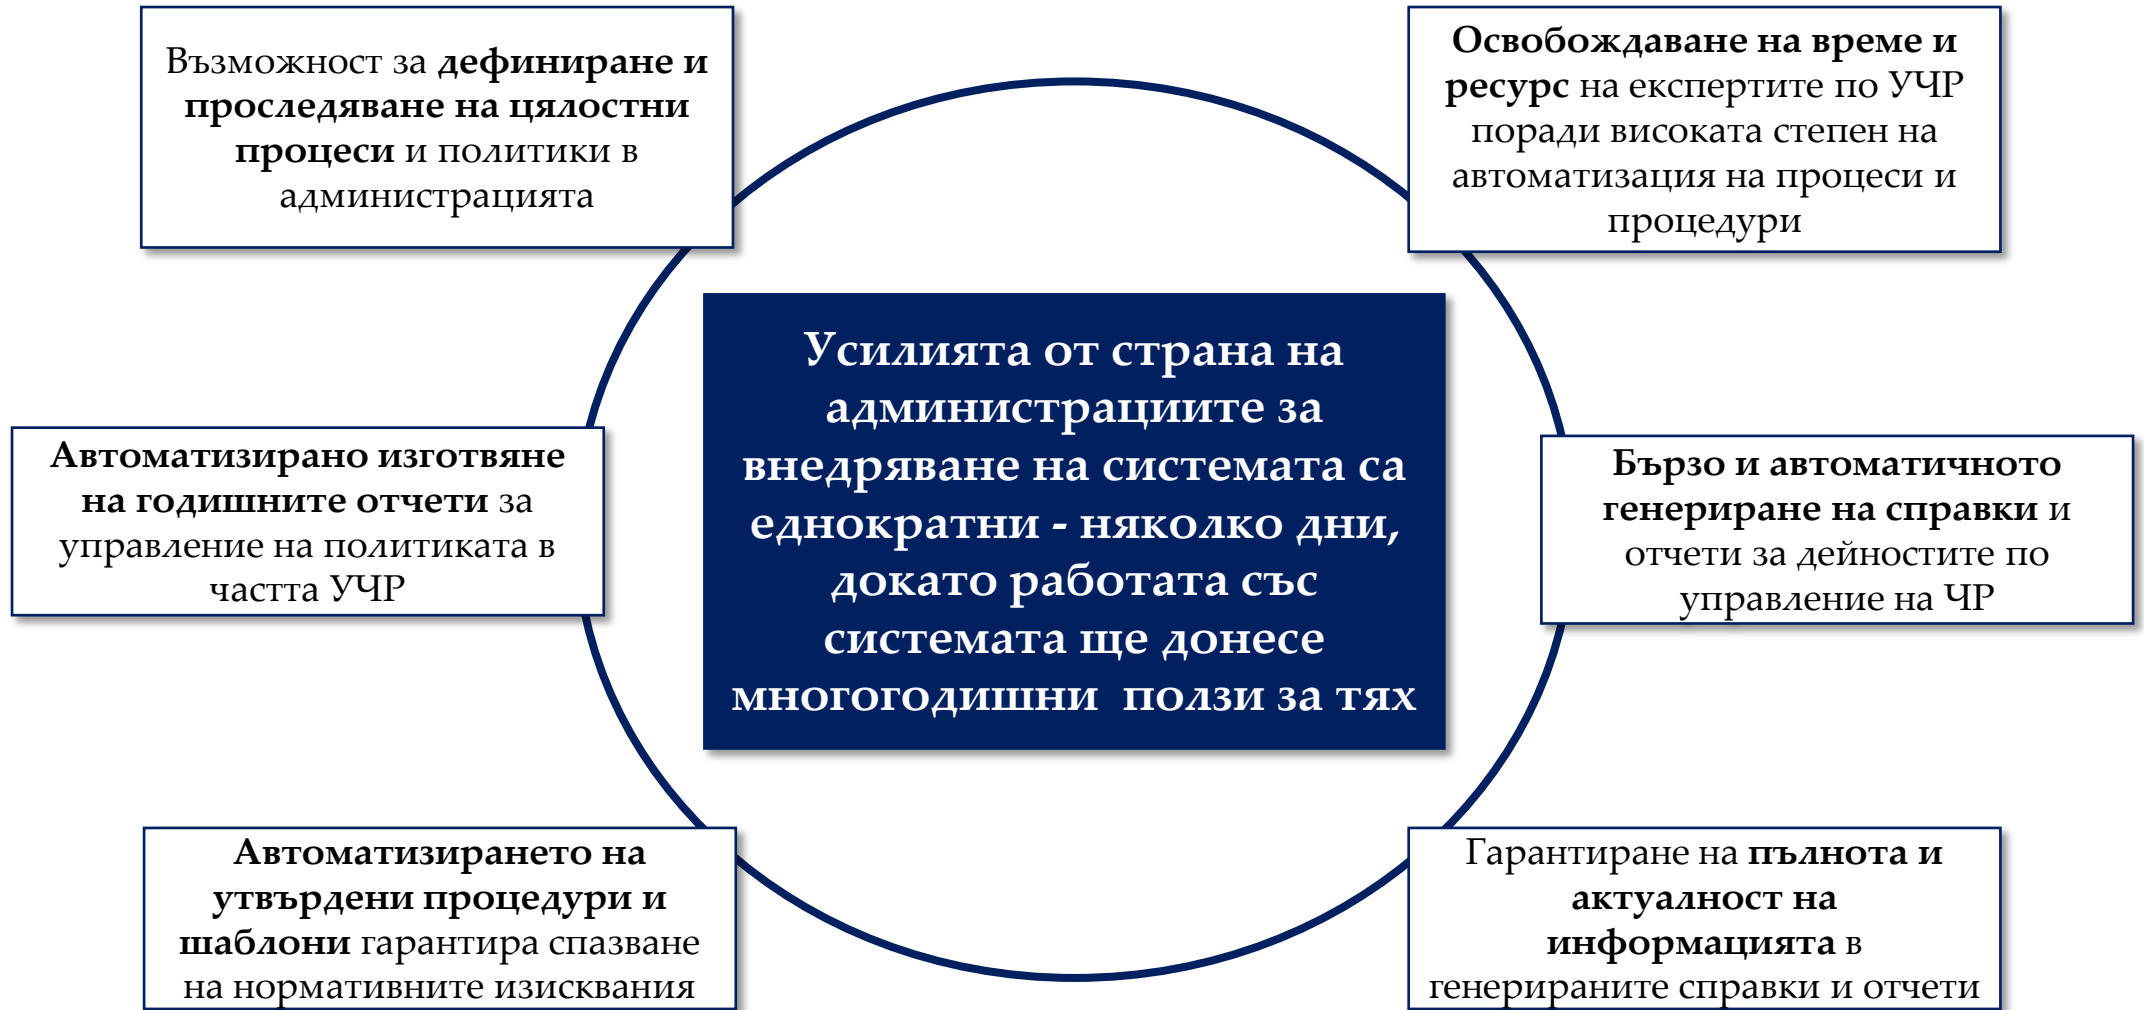 Възможност за дефиниране и
проследяване на цялостни
процеси и политики в
администрацията
Освобождаване на време и
ресурс на експертите по УЧР
поради високата степен на
автоматизация на процеси и
процедури
Усилията от страна на
администрациите за
внедряване на системата са
еднократни - няколко дни,
докато работата със
системата ще донесе
многогодишни ползи за тях
Автоматизирано изготвяне
на годишните отчети за
управление на политиката в
частта УЧР
Бързо и автоматичното
генериране на справки и
отчети за дейностите по
управление на ЧР
Автоматизирането на
утвърдени процедури и
шаблони гарантира спазване
на нормативните изисквания
Гарантиране на пълнота и
актуалност на
информацията в
генерираните справки и отчети